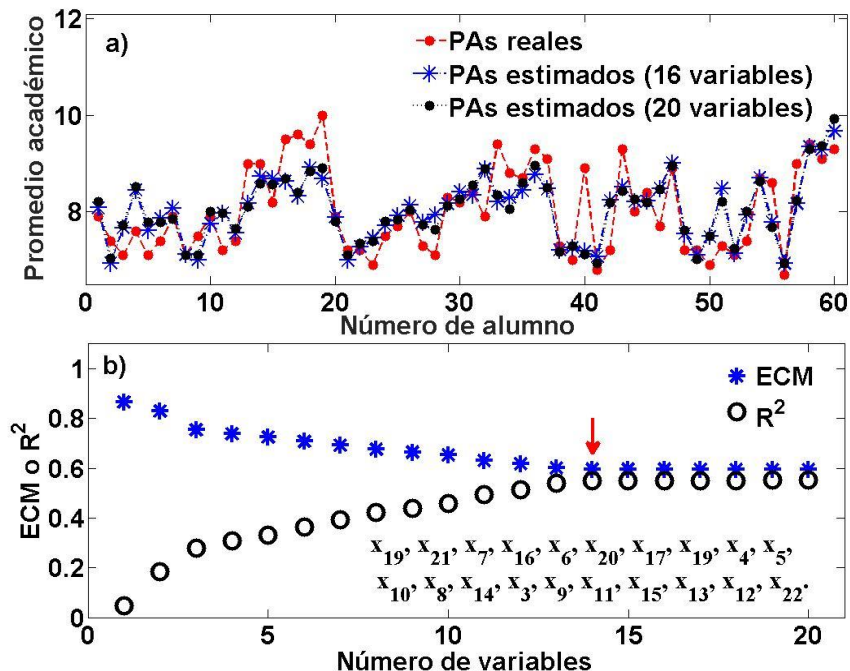 a)
PAs reales
PAs estimados (16 variables)
PAs estimados (20 variables)
Promedio académico
12
10
8
0 10 20 30 40 50 60
Número de alumno
b)
ECM
R²
ECM o R²
1
0.8
0.6
0.4
0.2
0
x₁₉, x₂₁, x₇, x₁₆, x₆, x₂₀, x₁₇, x₁₉, x₄, x₅,
x₁₀, x₈, x₁₄, x₃, x₉, x₁₁, x₁₅, x₁₃, x₁₂, x₂₂.
0 5 10 15 20
Número de variables